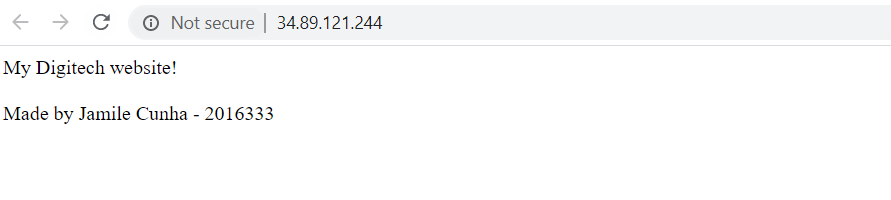 Not secure | 34.89.121.244
My Digitech website!
Made by Jamile Cunha - 2016333